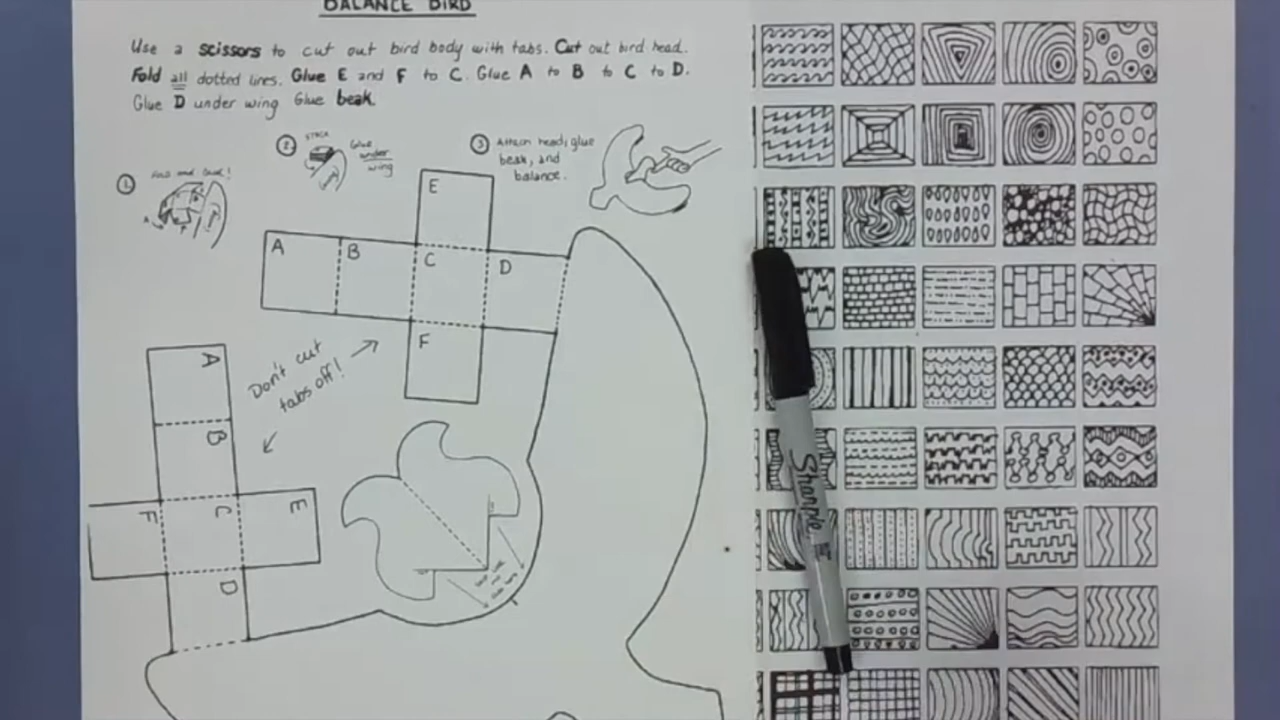 BALANCE BIRD
Use a scissors to cut out bird body with tabs. Cut out bird head.
Fold all dotted lines. Glue E and F to C. Glue A to B to C to D.
Glue D under wing Glue beak.
1
2
STACK
Glue
under
wing
3 Attach head, glue
beak, and
balance.
E
A
B
C
D
F
Don't cut
tabs off!
A
B
F
C
E
D
Sharpie